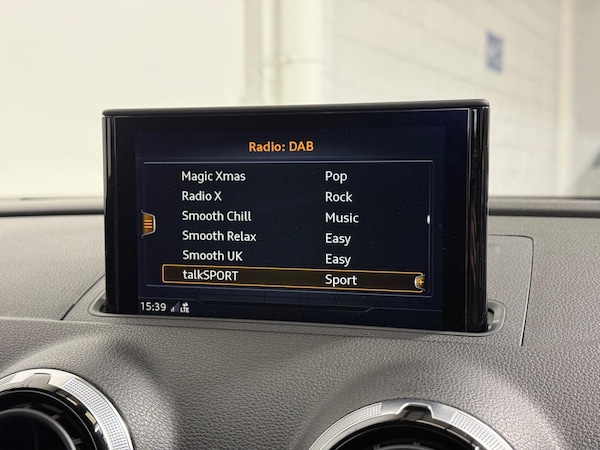 Radio: DAB
Magic Xmas Pop
Radio X Rock
Smooth Chill Music
Smooth Relax Easy
Smooth UK Easy
talkSPORT Sport
15:39 LTE